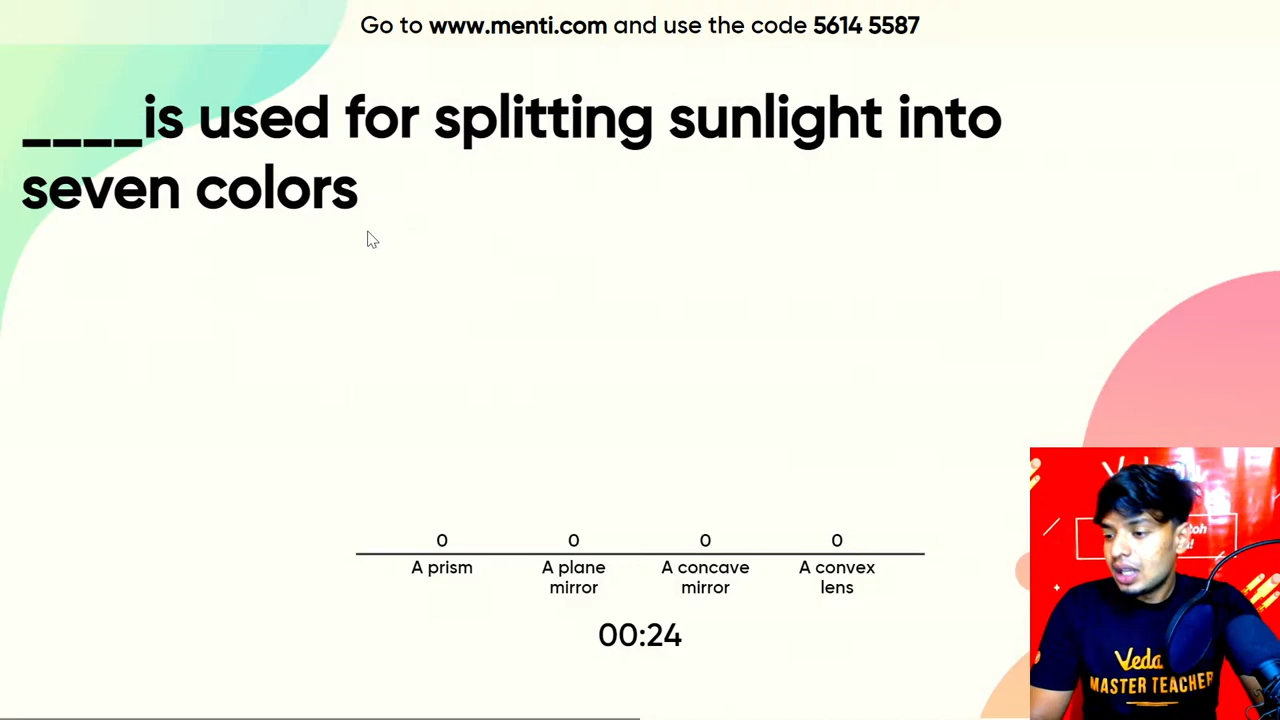 Go to www.menti.com and use the code 5614 5587
____is used for splitting sunlight into
seven colors
0 0 0 0
A prism A plane mirror A concave mirror A convex lens
00:24
Veda
MASTER TEACHER